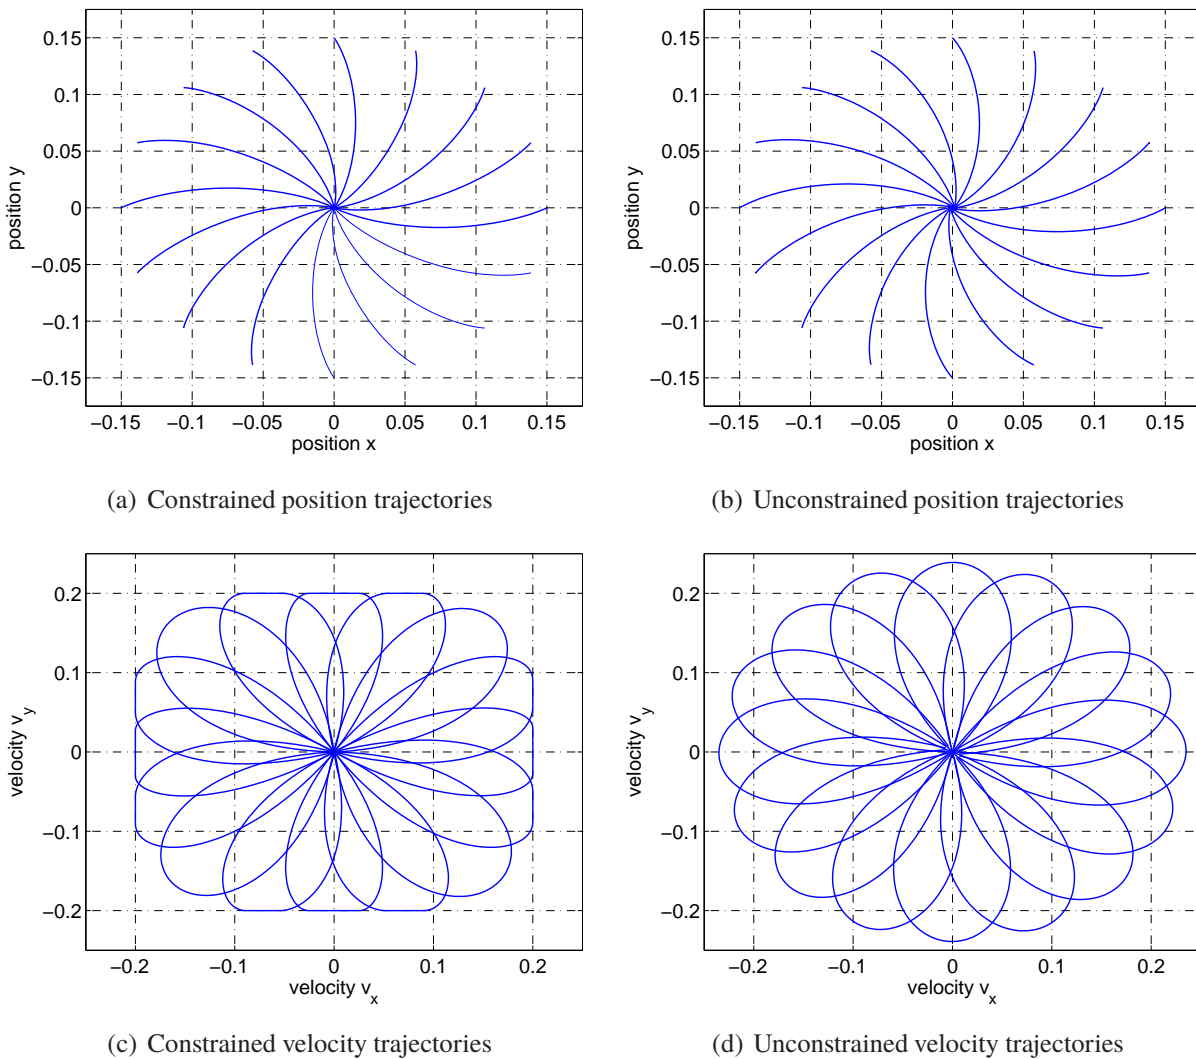 0.15
0.1
0.05
0
−0.05
−0.1
−0.15
position y
−0.15 −0.1 −0.05 0 0.05 0.1 0.15
position x
(a) Constrained position trajectories
0.15
0.1
0.05
0
−0.05
−0.1
−0.15
position y
−0.15 −0.1 −0.05 0 0.05 0.1 0.15
position x
(b) Unconstrained position trajectories
0.2
0.1
0
−0.1
−0.2
velocity v_y
−0.2 −0.1 0 0.1 0.2
velocity v_x
(c) Constrained velocity trajectories
0.2
0.1
0
−0.1
−0.2
velocity v_y
−0.2 −0.1 0 0.1 0.2
velocity v_x
(d) Unconstrained velocity trajectories